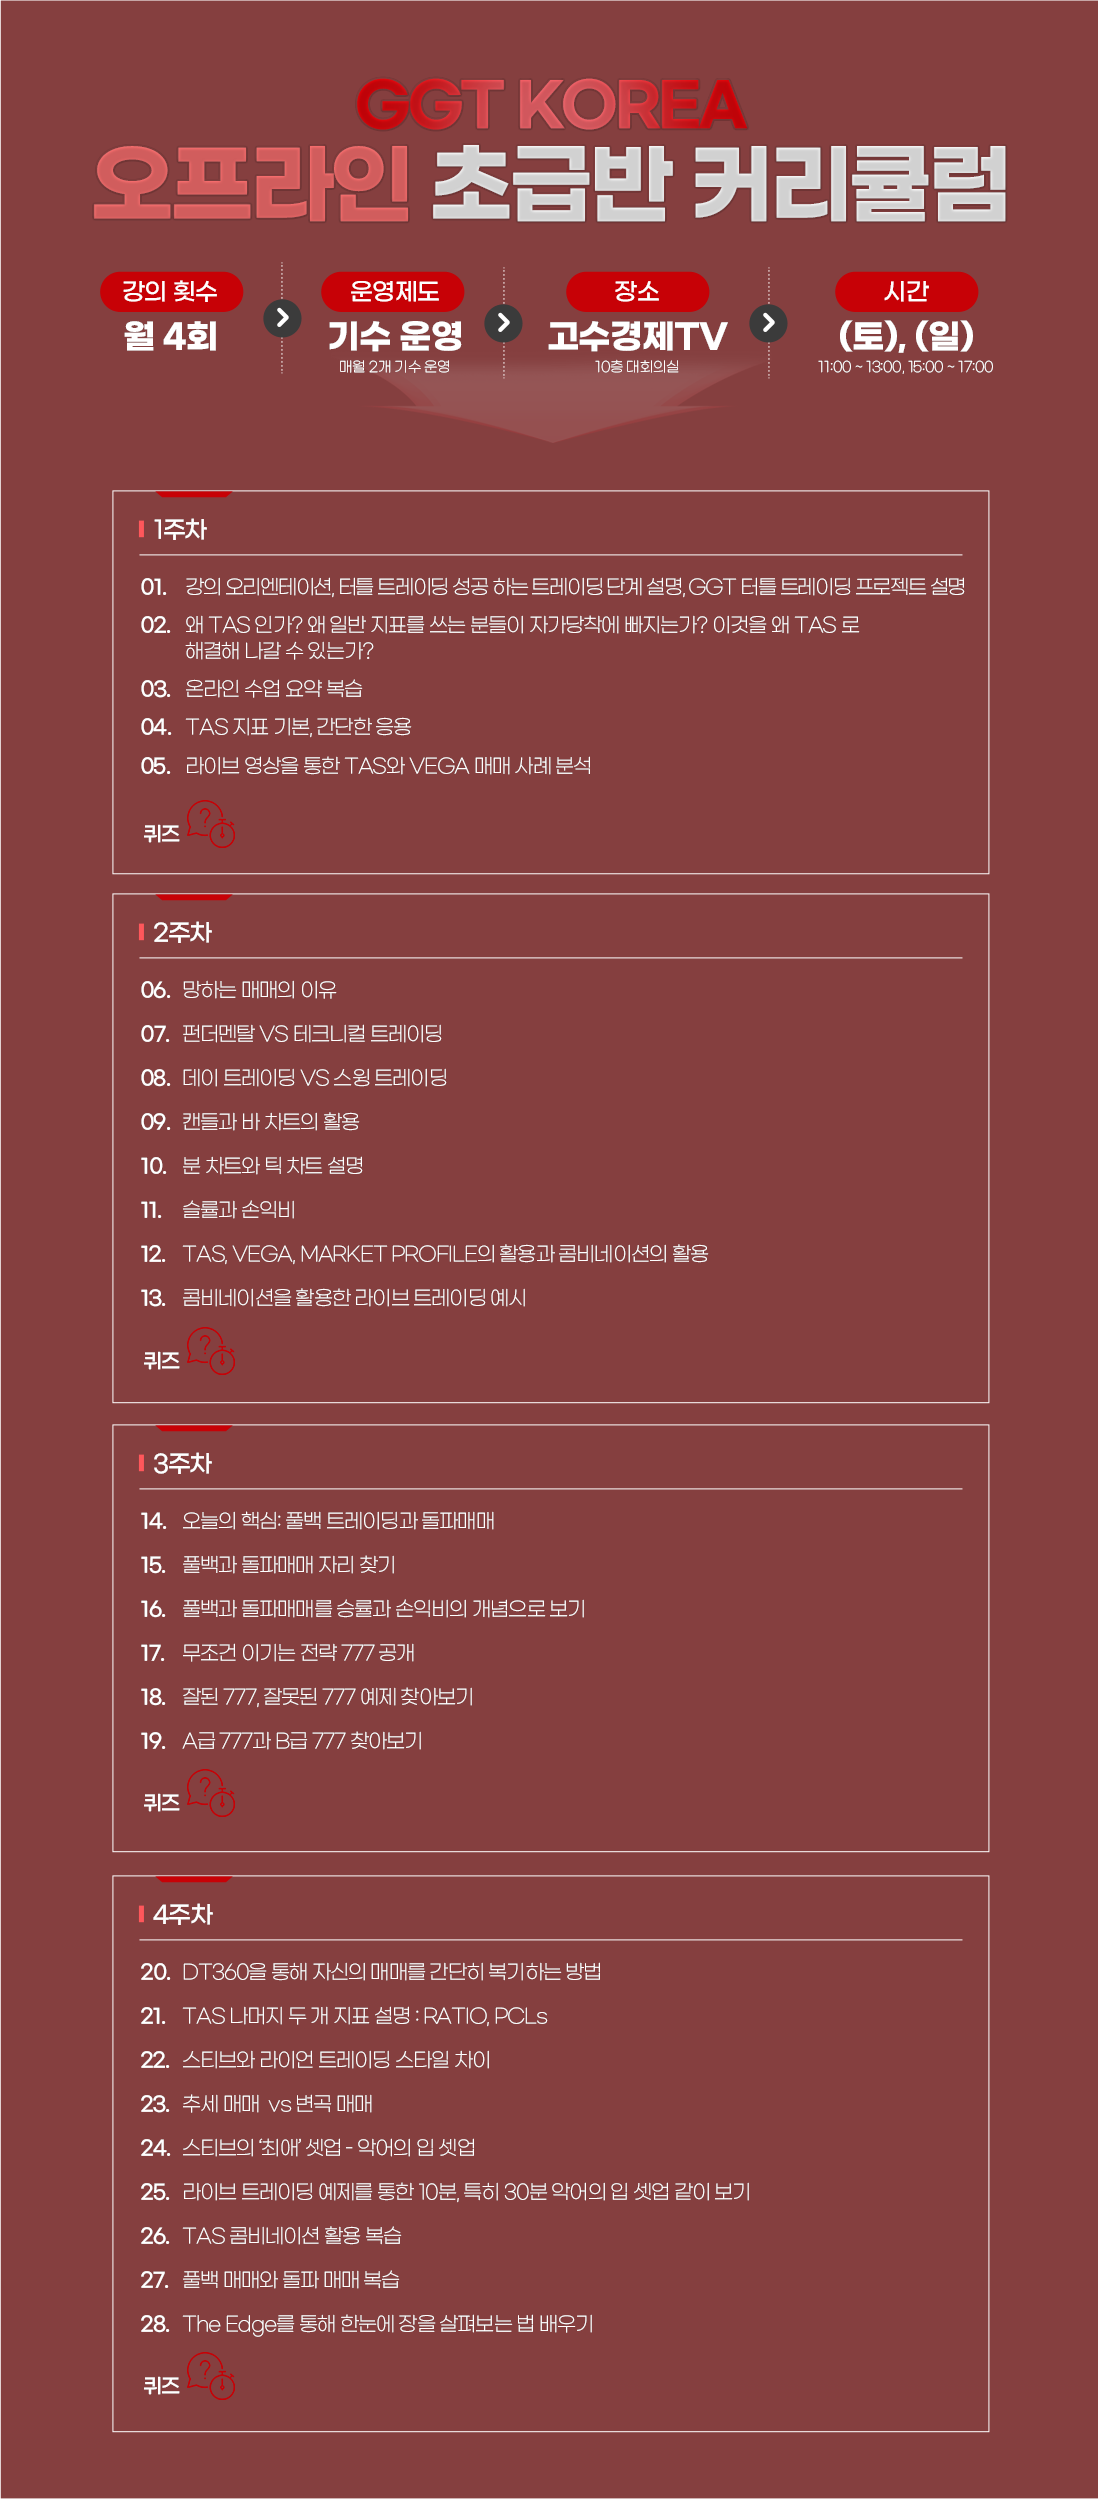 GGT KOREA
오프라인 초급반 커리큘럼
강의 횟수
월 4회
운영제도
기수 운영
매월 2개 기수 운영
장소
고수경제TV
10층 대회의실
시간
(토), (일)
11:00 ~ 13:00, 15:00 ~ 17:00
1주차
01. 강의 오리엔테이션, 터틀 트레이딩 성공 하는 트레이딩 단계 설명, GGT 터틀 트레이딩 프로젝트 설명
02. 왜 TAS 인가? 왜 일반 지표를 쓰는 분들이 자가당착에 빠지는가? 이것을 왜 TAS 로
해결해 나갈 수 있는가?
03. 온라인 수업 요약 복습
04. TAS 지표 기본, 간단한 응용
05. 라이브 영상을 통한 TAS와 VEGA 매매 사례 분석
퀴즈
2주차
06. 망하는 매매의 이유
07. 펀더멘탈 VS 테크니컬 트레이딩
08. 데이 트레이딩 VS 스윙 트레이딩
09. 캔들과 바 차트의 활용
10. 분 차트와 틱 차트 설명
11. 슬률과 손익비
12. TAS, VEGA, MARKET PROFILE의 활용과 콤비네이션의 활용
13. 콤비네이션을 활용한 라이브 트레이딩 예시
퀴즈
3주차
14. 오늘의 핵심: 풀백 트레이딩과 돌파매매
15. 풀백과 돌파매매 자리 찾기
16. 풀백과 돌파매매를 승률과 손익비의 개념으로 보기
17. 무조건 이기는 전략 777 공개
18. 잘된 777, 잘못된 777 예제 찾아보기
19. A급 777과 B급 777 찾아보기
퀴즈
4주차
20. DT360을 통해 자신의 매매를 간단히 복기하는 방법
21. TAS 나머지 두 개 지표 설명 : RATIO, PCLs
22. 스티브와 라이언 트레이딩 스타일 차이
23. 추세 매매 vs 변곡 매매
24. 스티브의 ‘최애’ 셋업 - 악어의 입 셋업
25. 라이브 트레이딩 예제를 통한 10분, 특히 30분 악어의 입 셋업 같이 보기
26. TAS 콤비네이션 활용 복습
27. 풀백 매매와 돌파 매매 복습
28. The Edge를 통해 한눈에 장을 살펴보는 법 배우기
퀴즈